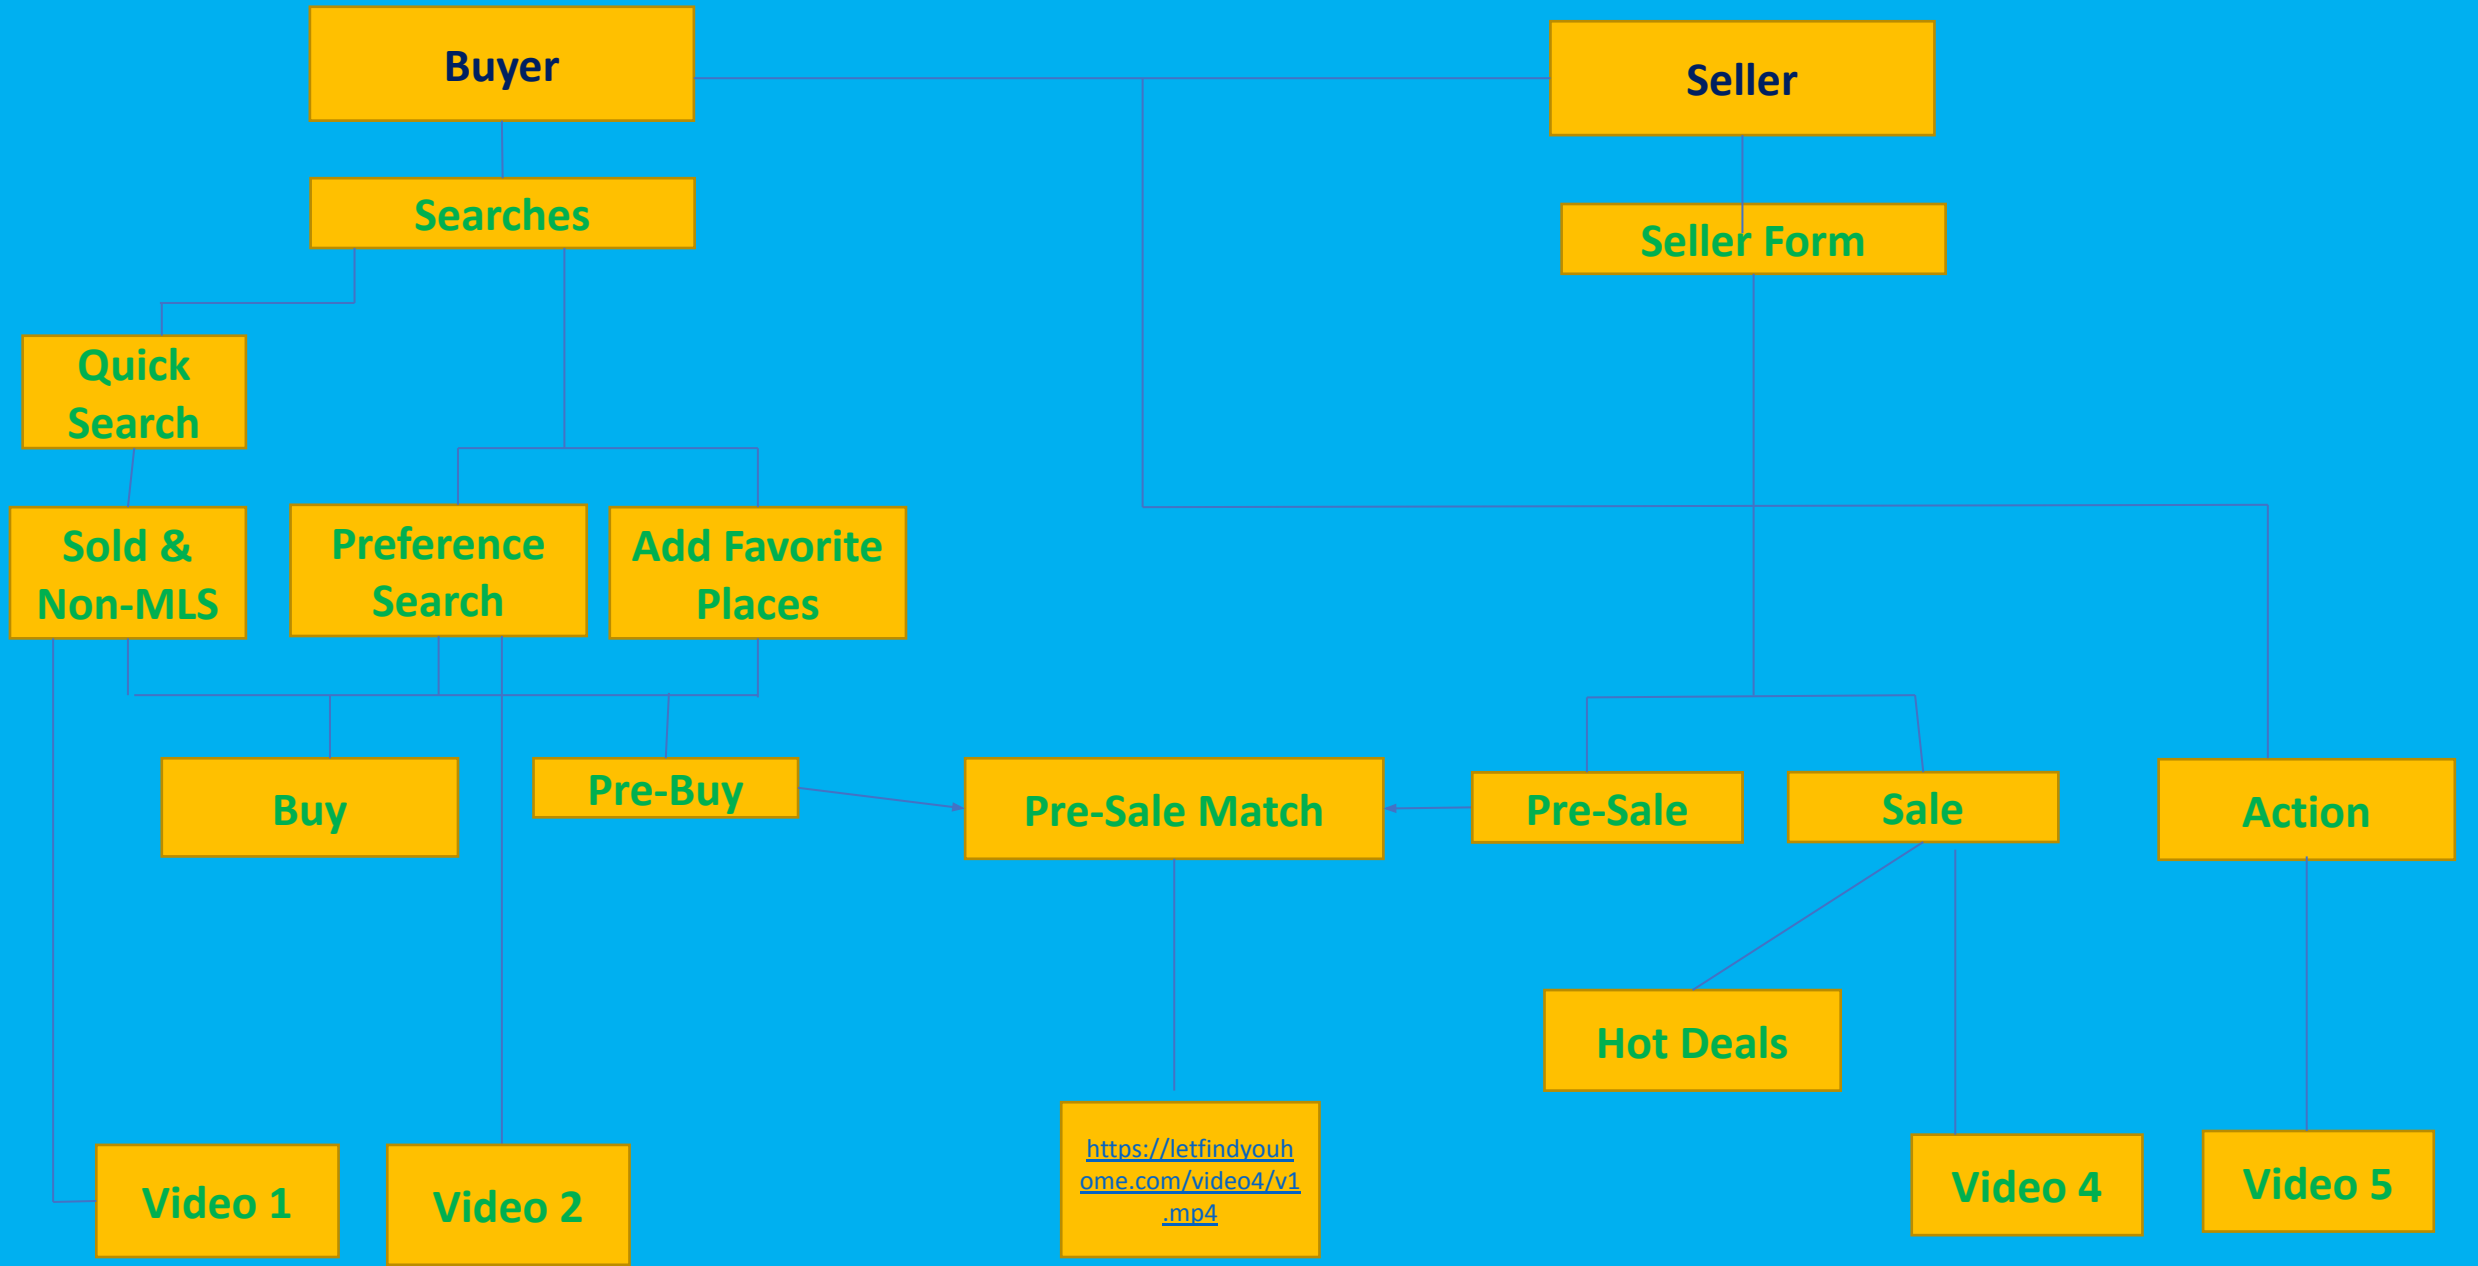 Buyer
Seller
Searches
Seller Form
Quick
Search
Sold &
Non-MLS
Preference
Search
Add Favorite
Places
Buy
Pre-Buy
Pre-Sale Match
Pre-Sale
Sale
Action
Hot Deals
Video 1
Video 2
https://letfindyouh
ome.com/video4/v1
.mp4
Video 4
Video 5